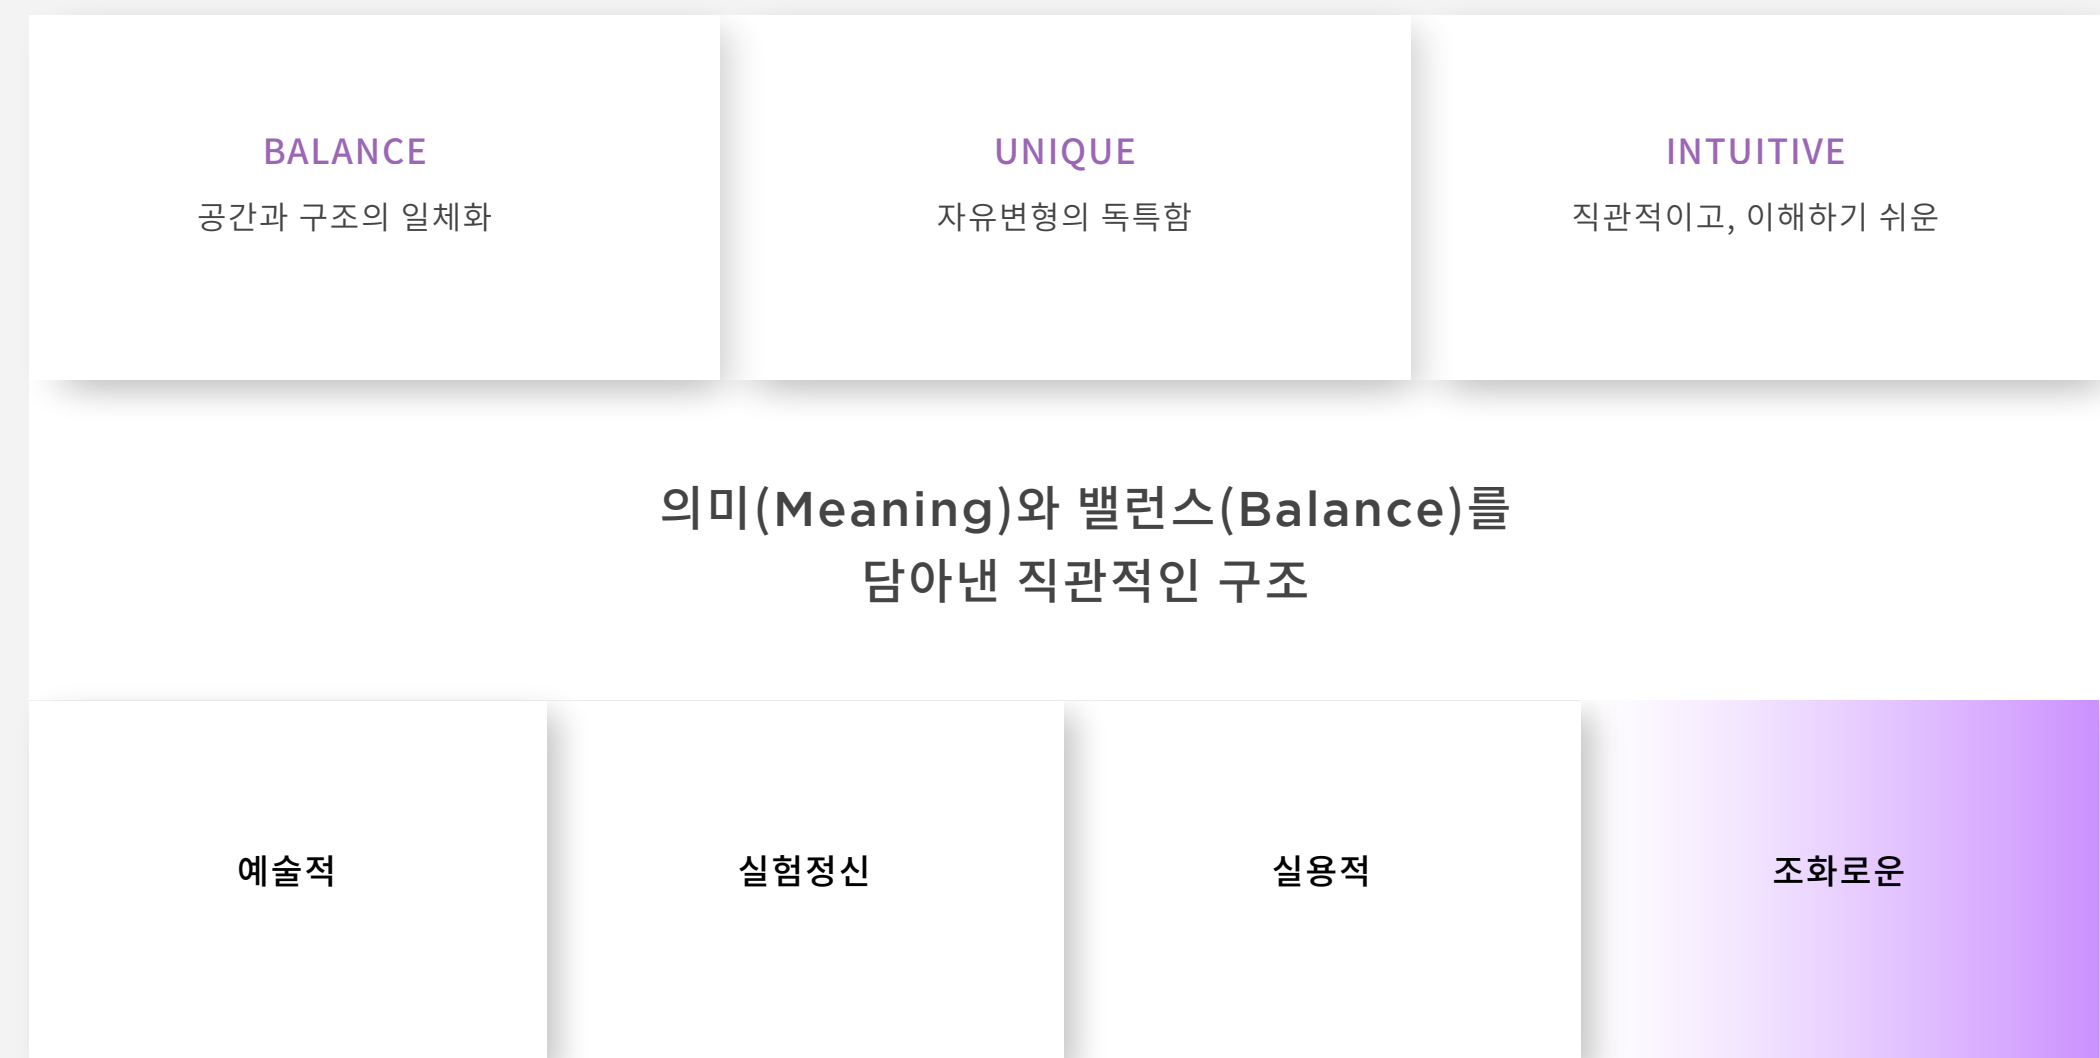 BALANCE
공간과 구조의 일체화
UNIQUE
자유변형의 독특함
INTUITIVE
직관적이고, 이해하기 쉬운
의미(Meaning)와 밸런스(Balance)를
담아낸 직관적인 구조
예술적
실험정신
실용적
조화로운